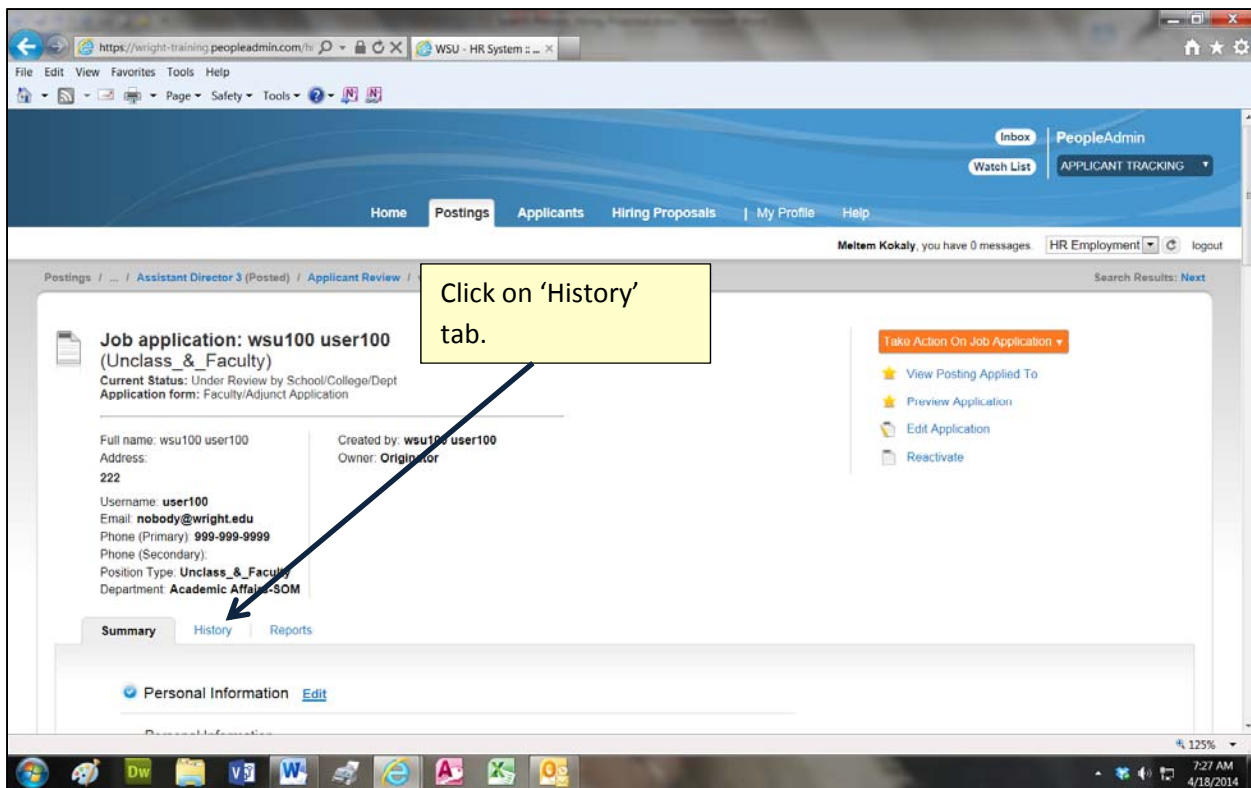 https://wright-training.peopleadmin.com/h
WSU - HR System :: ...
File Edit View Favorites Tools Help
Page Safety Tools
Inbox PeopleAdmin
Watch List APPLICANT TRACKING
Home Postings Applicants Hiring Proposals | My Profile Help
Meltem Kokaly, you have 0 messages. HR Employment logout
Postings / ... / Assistant Director 3 (Posted) / Applicant Review /
Search Results: Next
Click on ‘History’
tab.
Job application: wsu100 user100
(Unclass_&_Faculty)
Current Status: Under Review by School/College/Dept
Application form: Faculty/Adjunct Application
Full name: wsu100 user100
Address:
222
Username: user100
Email: nobody@wright.edu
Phone (Primary): 999-999-9999
Phone (Secondary):
Position Type: Unclass_&_Faculty
Department: Academic Affairs-SOM
Created by: wsu100 user100
Owner: Originator
Take Action On Job Application
View Posting Applied To
Preview Application
Edit Application
Reactivate
Summary History Reports
Personal Information Edit
125%
Dw
7:27 AM
4/18/2014